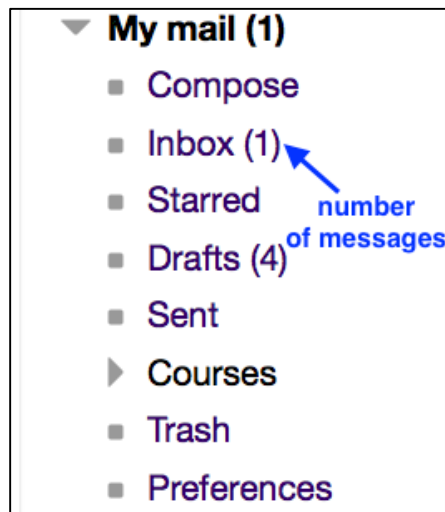 My mail (1)
Compose
Inbox (1)
Starred
number
of messages
Drafts (4)
Sent
Courses
Trash
Preferences